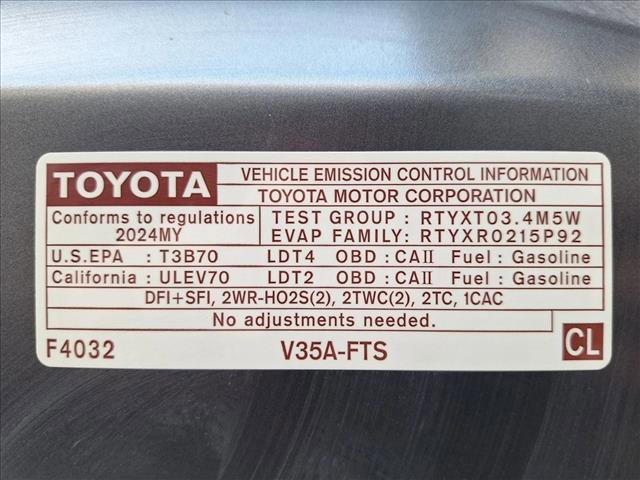 TOYOTA
VEHICLE EMISSION CONTROL INFORMATION
TOYOTA MOTOR CORPORATION
Conforms to regulations
2024MY
TEST GROUP : RTYXT03.4M5W
EVAP FAMILY: RTYXR0215P92
U.S.EPA : T3B70 LDT4 OBD : CAII Fuel : Gasoline
California : ULEV70 LDT2 OBD : CAII Fuel : Gasoline
DFI+SFI, 2WR-HO2S(2), 2TWC(2), 2TC, 1CAC
No adjustments needed.
F4032 V35A-FTS CL